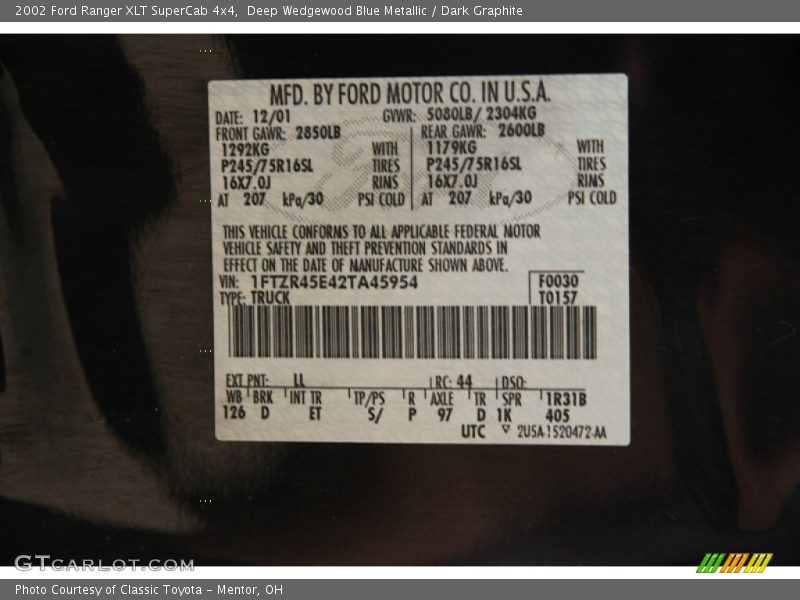 2002 Ford Ranger XLT SuperCab 4x4,  Deep Wedgewood Blue Metallic / Dark Graphite
MFD. BY FORD MOTOR CO. IN U.S.A.
DATE: 12/01 GVWR: 5080LB/ 2304KG
FRONT GAWR: 2850LB REAR GAWR: 2600LB
1292KG WITH 1179KG WITH
P245/75R16SL TIRES P245/75R16SL TIRES
16X7.0J RINS 16X7.0J RINS
AT 207 kPa/30 PSI COLD AT 207 kPa/30 PSI COLD
THIS VEHICLE CONFORMS TO ALL APPLICABLE FEDERAL MOTOR
VEHICLE SAFETY AND THEFT PREVENTION STANDARDS IN
EFFECT ON THE DATE OF MANUFACTURE SHOWN ABOVE.
VIN: 1FTZR45E42TA45954 F0030
TYPE: TRUCK T0157
EXT PNT: LL RC: 44 DSO:
WB BRK INT TR TP/PS R AXLE TR SPR 1R31B
126 D ET S/ P 97 D 1K 405
UTC ▽ 2U5A-1520472-AA
GTCARLOT.COM
Photo Courtesy of Classic Toyota - Mentor, OH